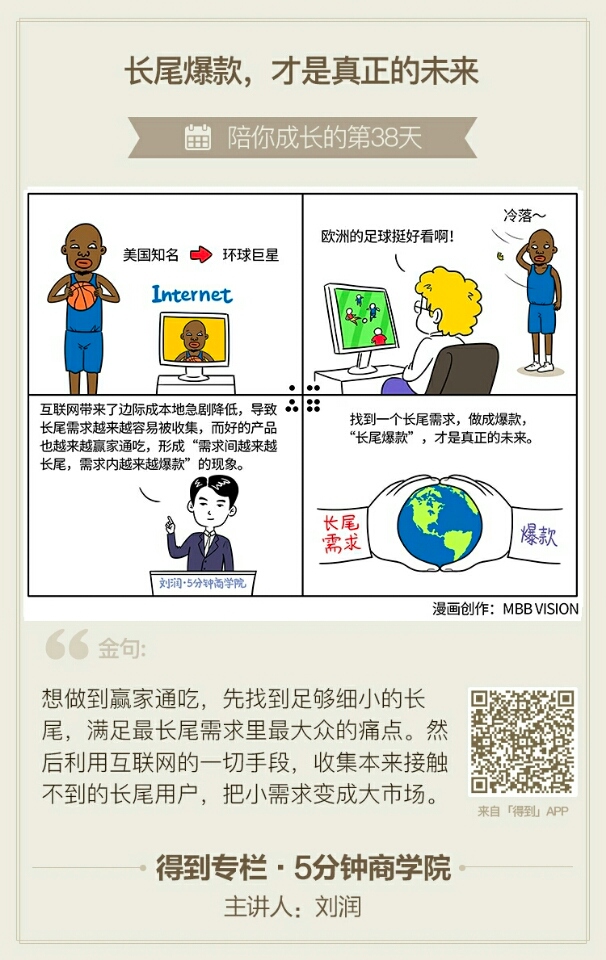 长尾爆款，才是真正的未来
陪你成长的第38天
美国知名
环球巨星
Internet
欧洲的足球挺好看啊！
冷落～
互联网带来了边际成本地急剧降低，导致
长尾需求越来越容易被收集，而好的产品
也越来越赢家通吃，形成“需求间越来越
长尾，需求内越来越爆款”的现象。
刘润·5分钟商学院
找到一个长尾需求，做成爆款，
“长尾爆款”，才是真正的未来。
长尾
需求
爆款
漫画创作：MBB VISION
金句:
想做到赢家通吃，先找到足够细小的长
尾，满足最长尾需求里最大众的痛点。然
后利用互联网的一切手段，收集本来接触
不到的长尾用户，把小需求变成大市场。
来自「得到」APP
得到专栏·5分钟商学院
主讲人：刘润